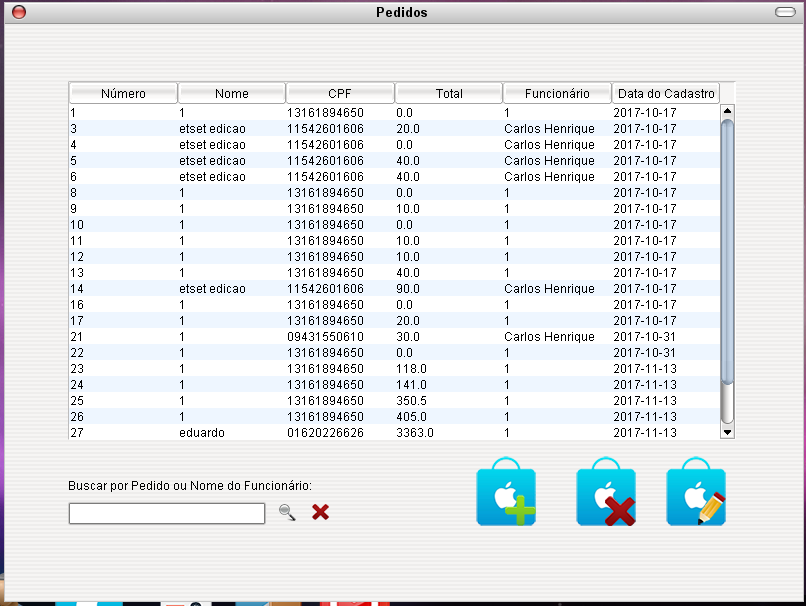 Pedidos
Número Nome CPF Total Funcionário Data do Cadastro
1 1 13161894650 0.0 1 2017-10-17
3 etset edicao 11542601606 20.0 Carlos Henrique 2017-10-17
4 etset edicao 11542601606 0.0 Carlos Henrique 2017-10-17
5 etset edicao 11542601606 40.0 Carlos Henrique 2017-10-17
6 etset edicao 11542601606 40.0 Carlos Henrique 2017-10-17
8 1 13161894650 0.0 1 2017-10-17
9 1 13161894650 10.0 1 2017-10-17
10 1 13161894650 0.0 1 2017-10-17
11 1 13161894650 10.0 1 2017-10-17
12 1 13161894650 10.0 1 2017-10-17
13 1 13161894650 40.0 1 2017-10-17
14 etset edicao 11542601606 90.0 Carlos Henrique 2017-10-17
16 1 13161894650 0.0 1 2017-10-17
17 1 13161894650 20.0 1 2017-10-17
21 1 09431550610 30.0 Carlos Henrique 2017-10-31
22 1 13161894650 0.0 1 2017-10-31
23 1 13161894650 118.0 1 2017-11-13
24 1 13161894650 141.0 1 2017-11-13
25 1 13161894650 350.5 1 2017-11-13
26 1 13161894650 405.0 1 2017-11-13
27 eduardo 01620226626 3363.0 1 2017-11-13
Buscar por Pedido ou Nome do Funcionário: